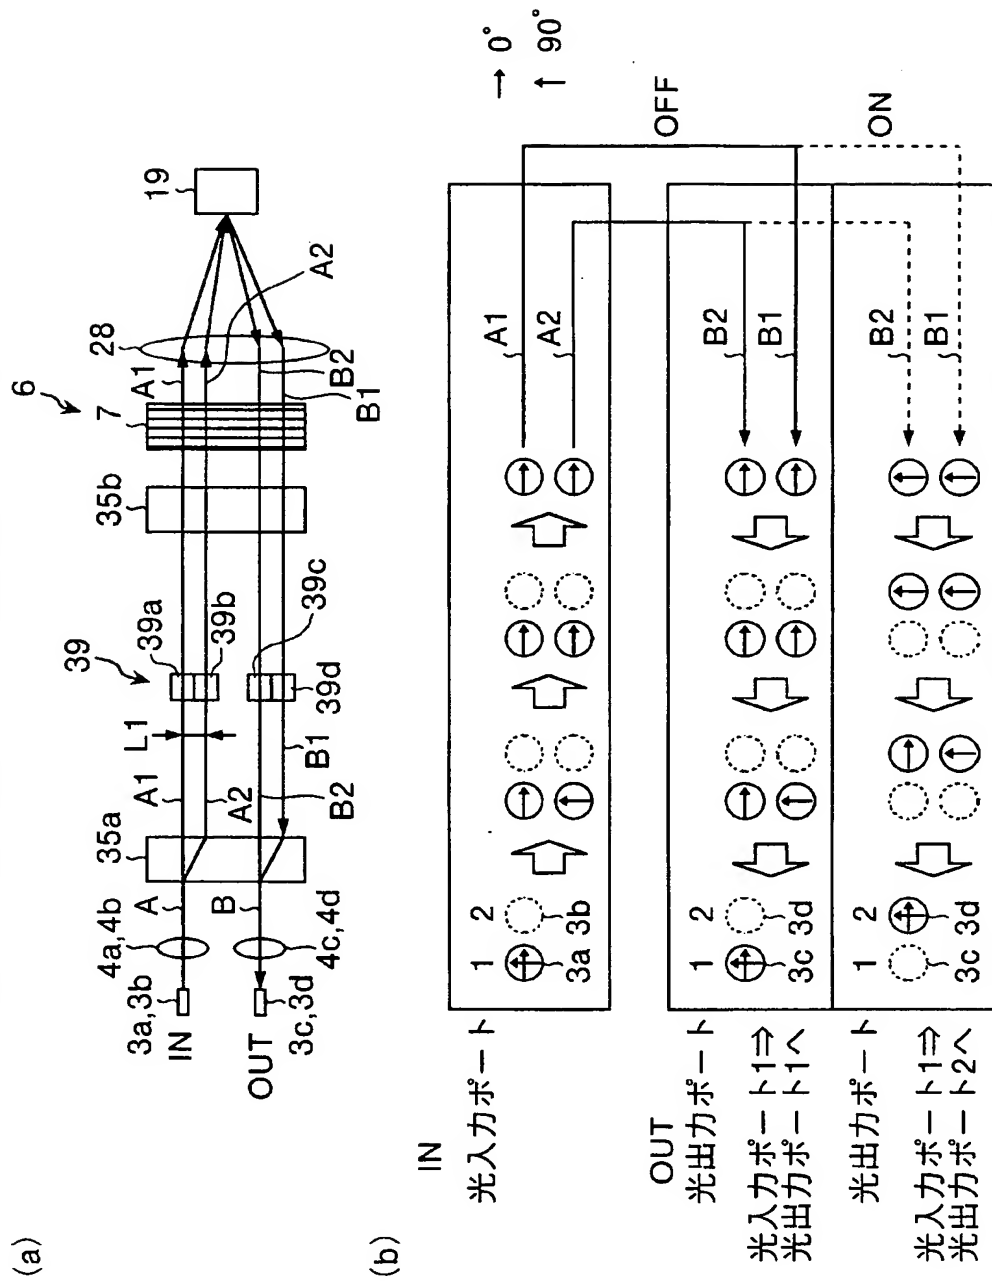 (a)
6
19
7
28
35b
A1
A2
39
39a
39b
39c
39d
B2
B1
35a
L1
A1
A2
B1
B2
4a,4b
A
B
4c,4d
3a,3b
IN
OUT
3c,3d
(b)
→ 0°
↑ 90°
OFF
ON
IN
光入力ポート
1 2
3a 3b
A1
A2
OUT
光出力ポート
光入力ポート1⇒
光出力ポート1へ
1 2
3c 3d
B2
B1
光出力ポート
光入力ポート1⇒
光出力ポート2へ
1 2
3c 3d
B2
B1